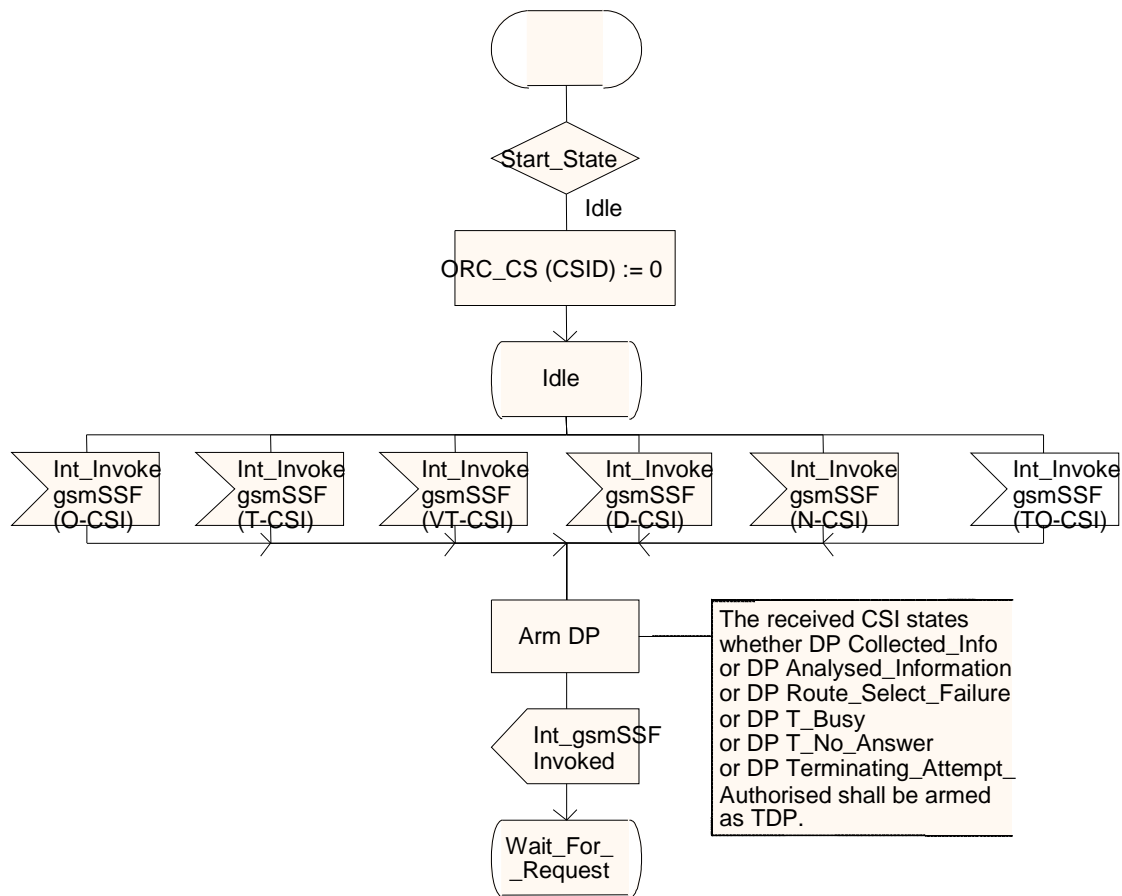 Start_State
Idle
ORC_CS (CSID) := 0
Idle
Int_Invoke
gsmSSF
(O-CSI)
Int_Invoke
gsmSSF
(T-CSI)
Int_Invoke
gsmSSF
(VT-CSI)
Int_Invoke
gsmSSF
(D-CSI)
Int_Invoke
gsmSSF
(N-CSI)
Int_Invoke
gsmSSF
(TO-CSI)
Arm DP
The received CSI states
whether DP Collected_Info
or DP Analysed_Information
or DP Route_Select_Failure
or DP T_Busy
or DP T_No_Answer
or DP Terminating_Attempt_
Authorised shall be armed
as TDP.
Int_gsmSSF
Invoked
Wait_For_
_Request